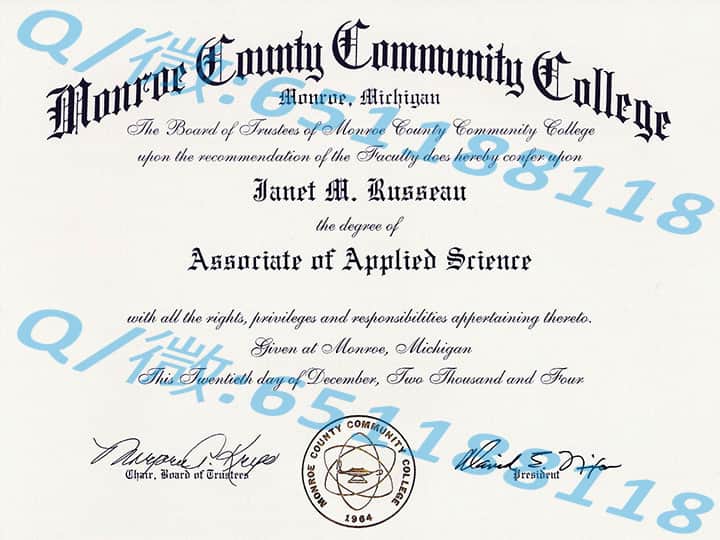 Monroe County Community College
Monroe, Michigan
The Board of Trustees of Monroe County Community College
upon the recommendation of the Faculty does hereby confer upon
Janet M. Russeau
the degree of
Associate of Applied Science
with all the rights, privileges and responsibilities appertaining thereto.
Given at Monroe, Michigan
This Twentieth day of December, Two Thousand and Four
Chair, Board of Trustees
President
MONROE COUNTY COMMUNITY COLLEGE
1964
Q/微:651188118
Q/微:651188118